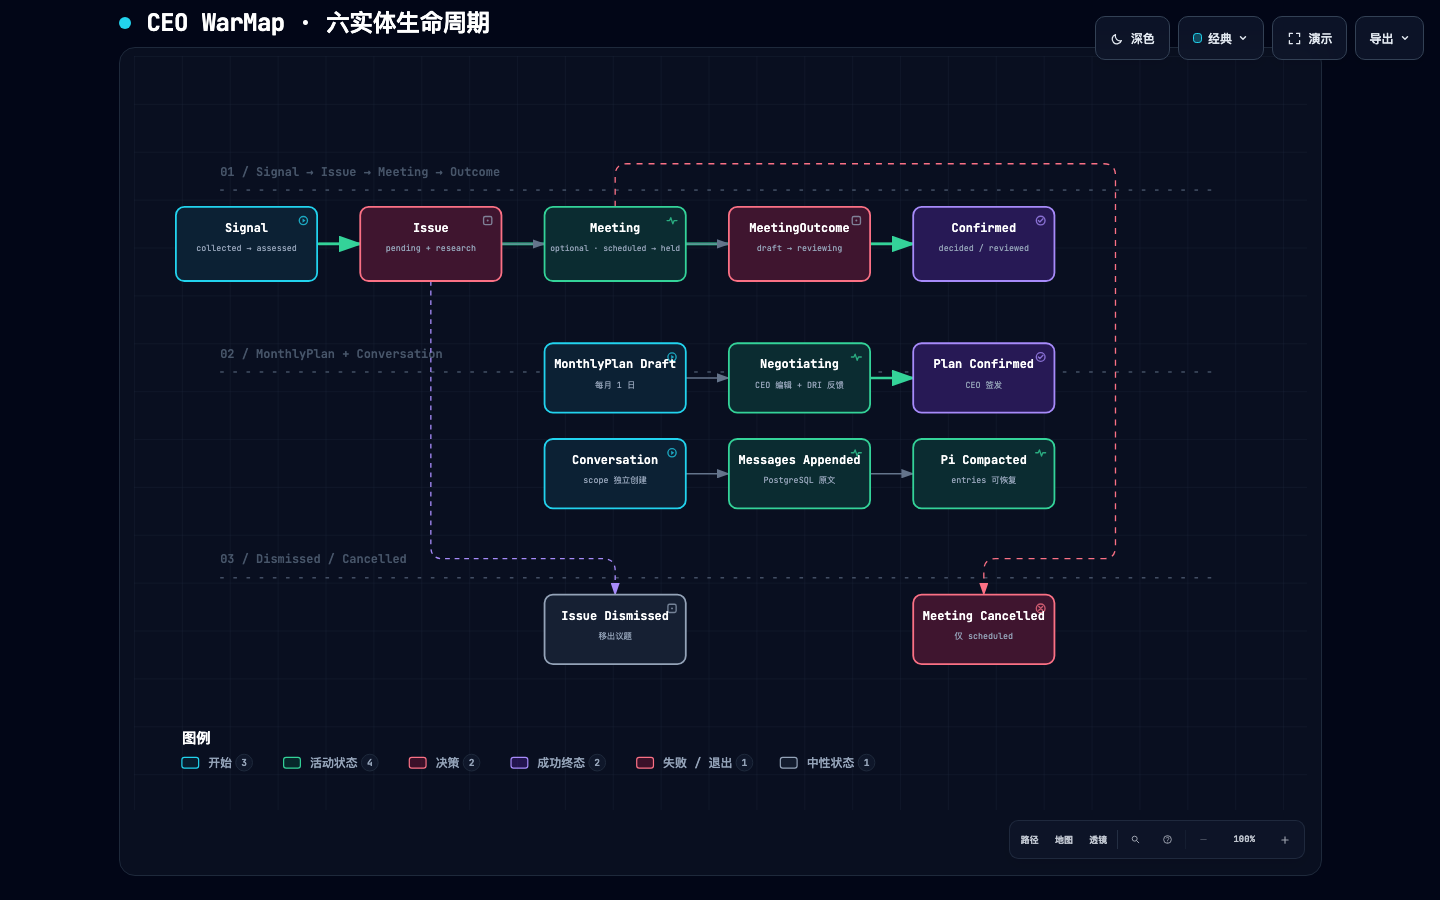 CEO WarMap · 六实体生命周期
深色
经典
演示
导出
01 / Signal → Issue → Meeting → Outcome
Signal
collected → assessed
Issue
pending + research
Meeting
optional · scheduled → held
MeetingOutcome
draft → reviewing
Confirmed
decided / reviewed
02 / MonthlyPlan + Conversation
MonthlyPlan Draft
每月 1 日
Negotiating
CEO 编辑 + DRI 反馈
Plan Confirmed
CEO 签发
Conversation
scope 独立创建
Messages Appended
PostgreSQL 原文
Pi Compacted
entries 可恢复
03 / Dismissed / Cancelled
Issue Dismissed
移出议题
Meeting Cancelled
仅 scheduled
图例
开始 3
活动状态 4
决策 2
成功终态 2
失败 / 退出 1
中性状态 1
路径 地图 透镜 − 100% +